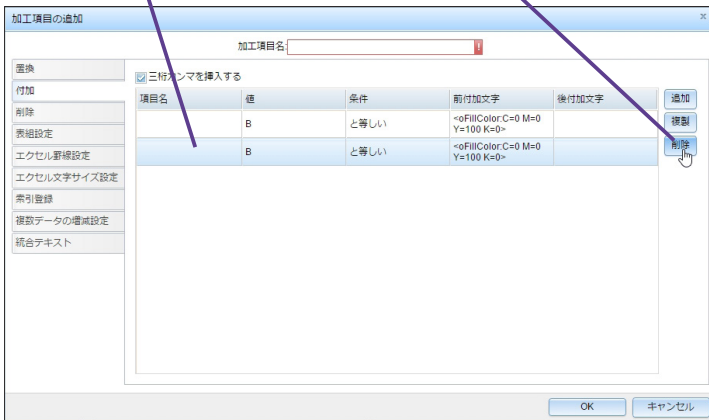 加工項目の追加
加工項目名:
置換
付加
削除
表組設定
エクセル罫線設定
エクセル文字サイズ設定
索引登録
複数データの増減設定
統合テキスト
三桁カンマを挿入する
項目名 値 条件 前付加文字 後付加文字
B と等しい <oFillColor:C=0 M=0
Y=100 K=0>
B と等しい <oFillColor:C=0 M=0
Y=100 K=0>
追加
複製
削除
OK キャンセル